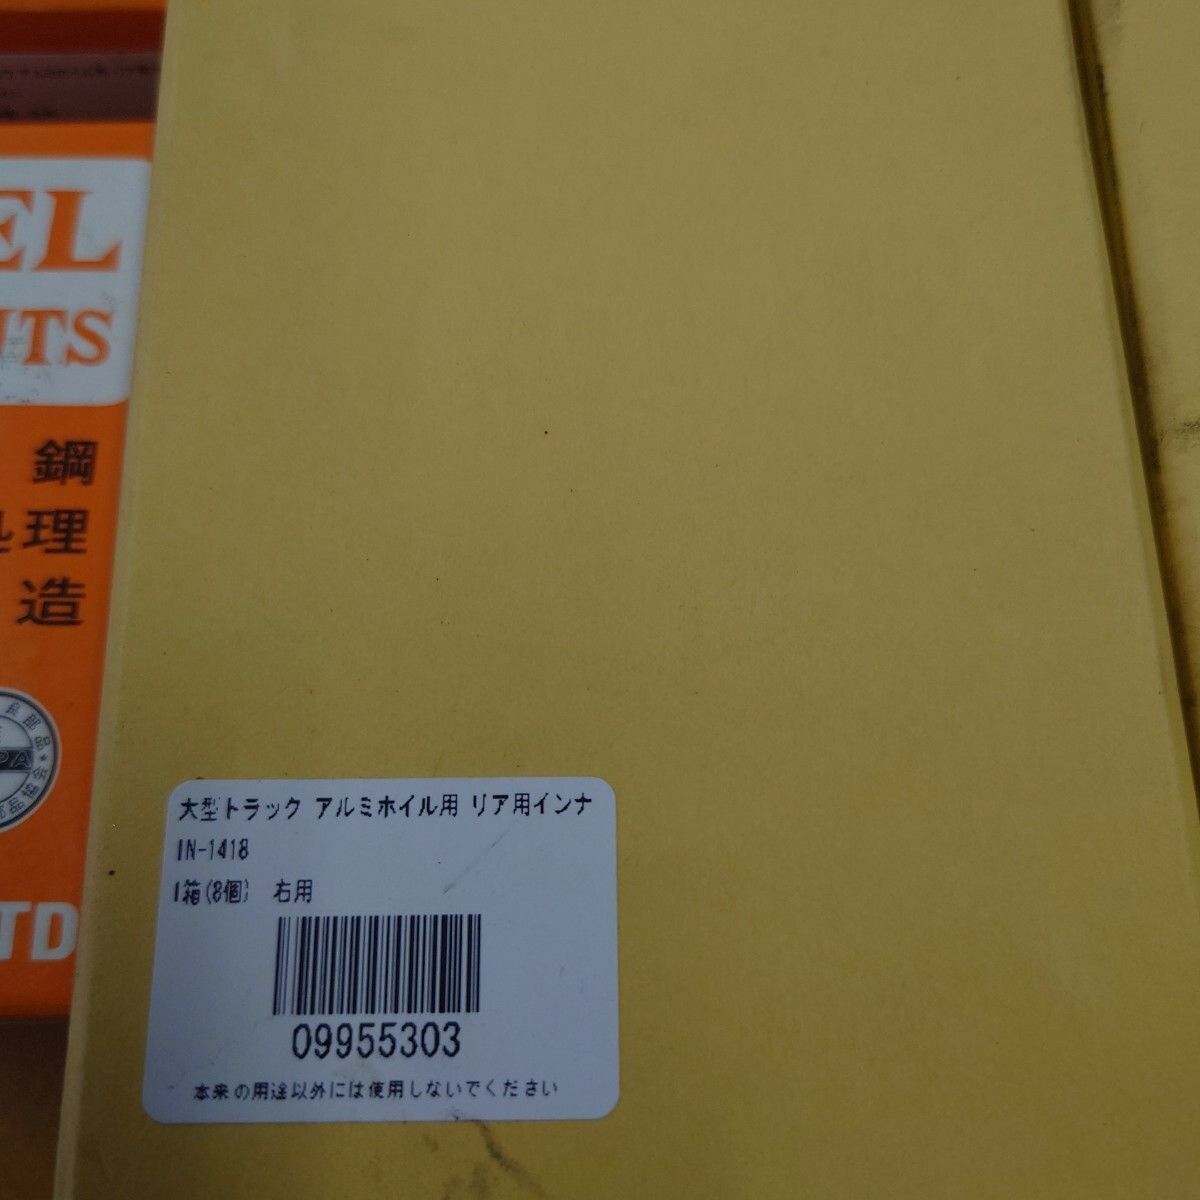 EL
ITS
鋼
処理
造
TD
大型トラック アルミホイル用 リア用インナ
IN-1418
1箱(8個) 右用
09955303
本来の用途以外には使用しないでください